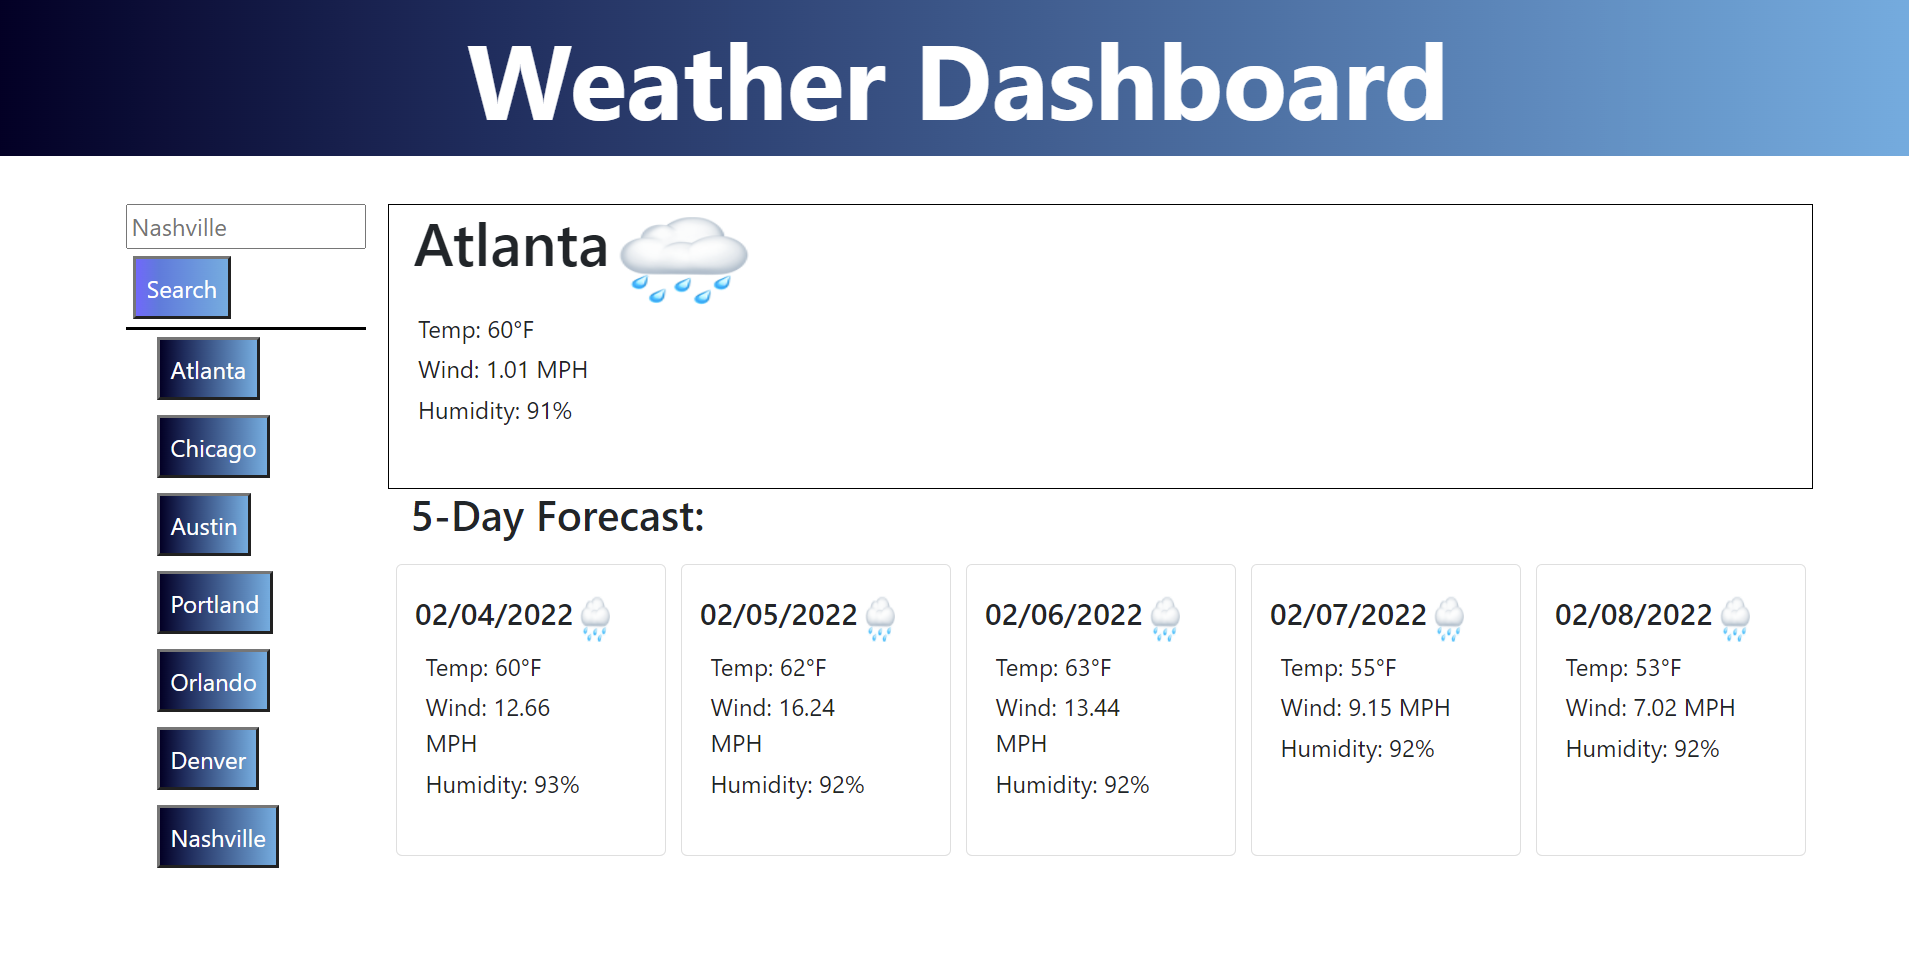 Weather Dashboard
Nashville
Search
Atlanta
Chicago
Austin
Portland
Orlando
Denver
Nashville
Atlanta
Temp: 60°F
Wind: 1.01 MPH
Humidity: 91%
5-Day Forecast:
02/04/2022
Temp: 60°F
Wind: 12.66
MPH
Humidity: 93%
02/05/2022
Temp: 62°F
Wind: 16.24
MPH
Humidity: 92%
02/06/2022
Temp: 63°F
Wind: 13.44
MPH
Humidity: 92%
02/07/2022
Temp: 55°F
Wind: 9.15 MPH
Humidity: 92%
02/08/2022
Temp: 53°F
Wind: 7.02 MPH
Humidity: 92%